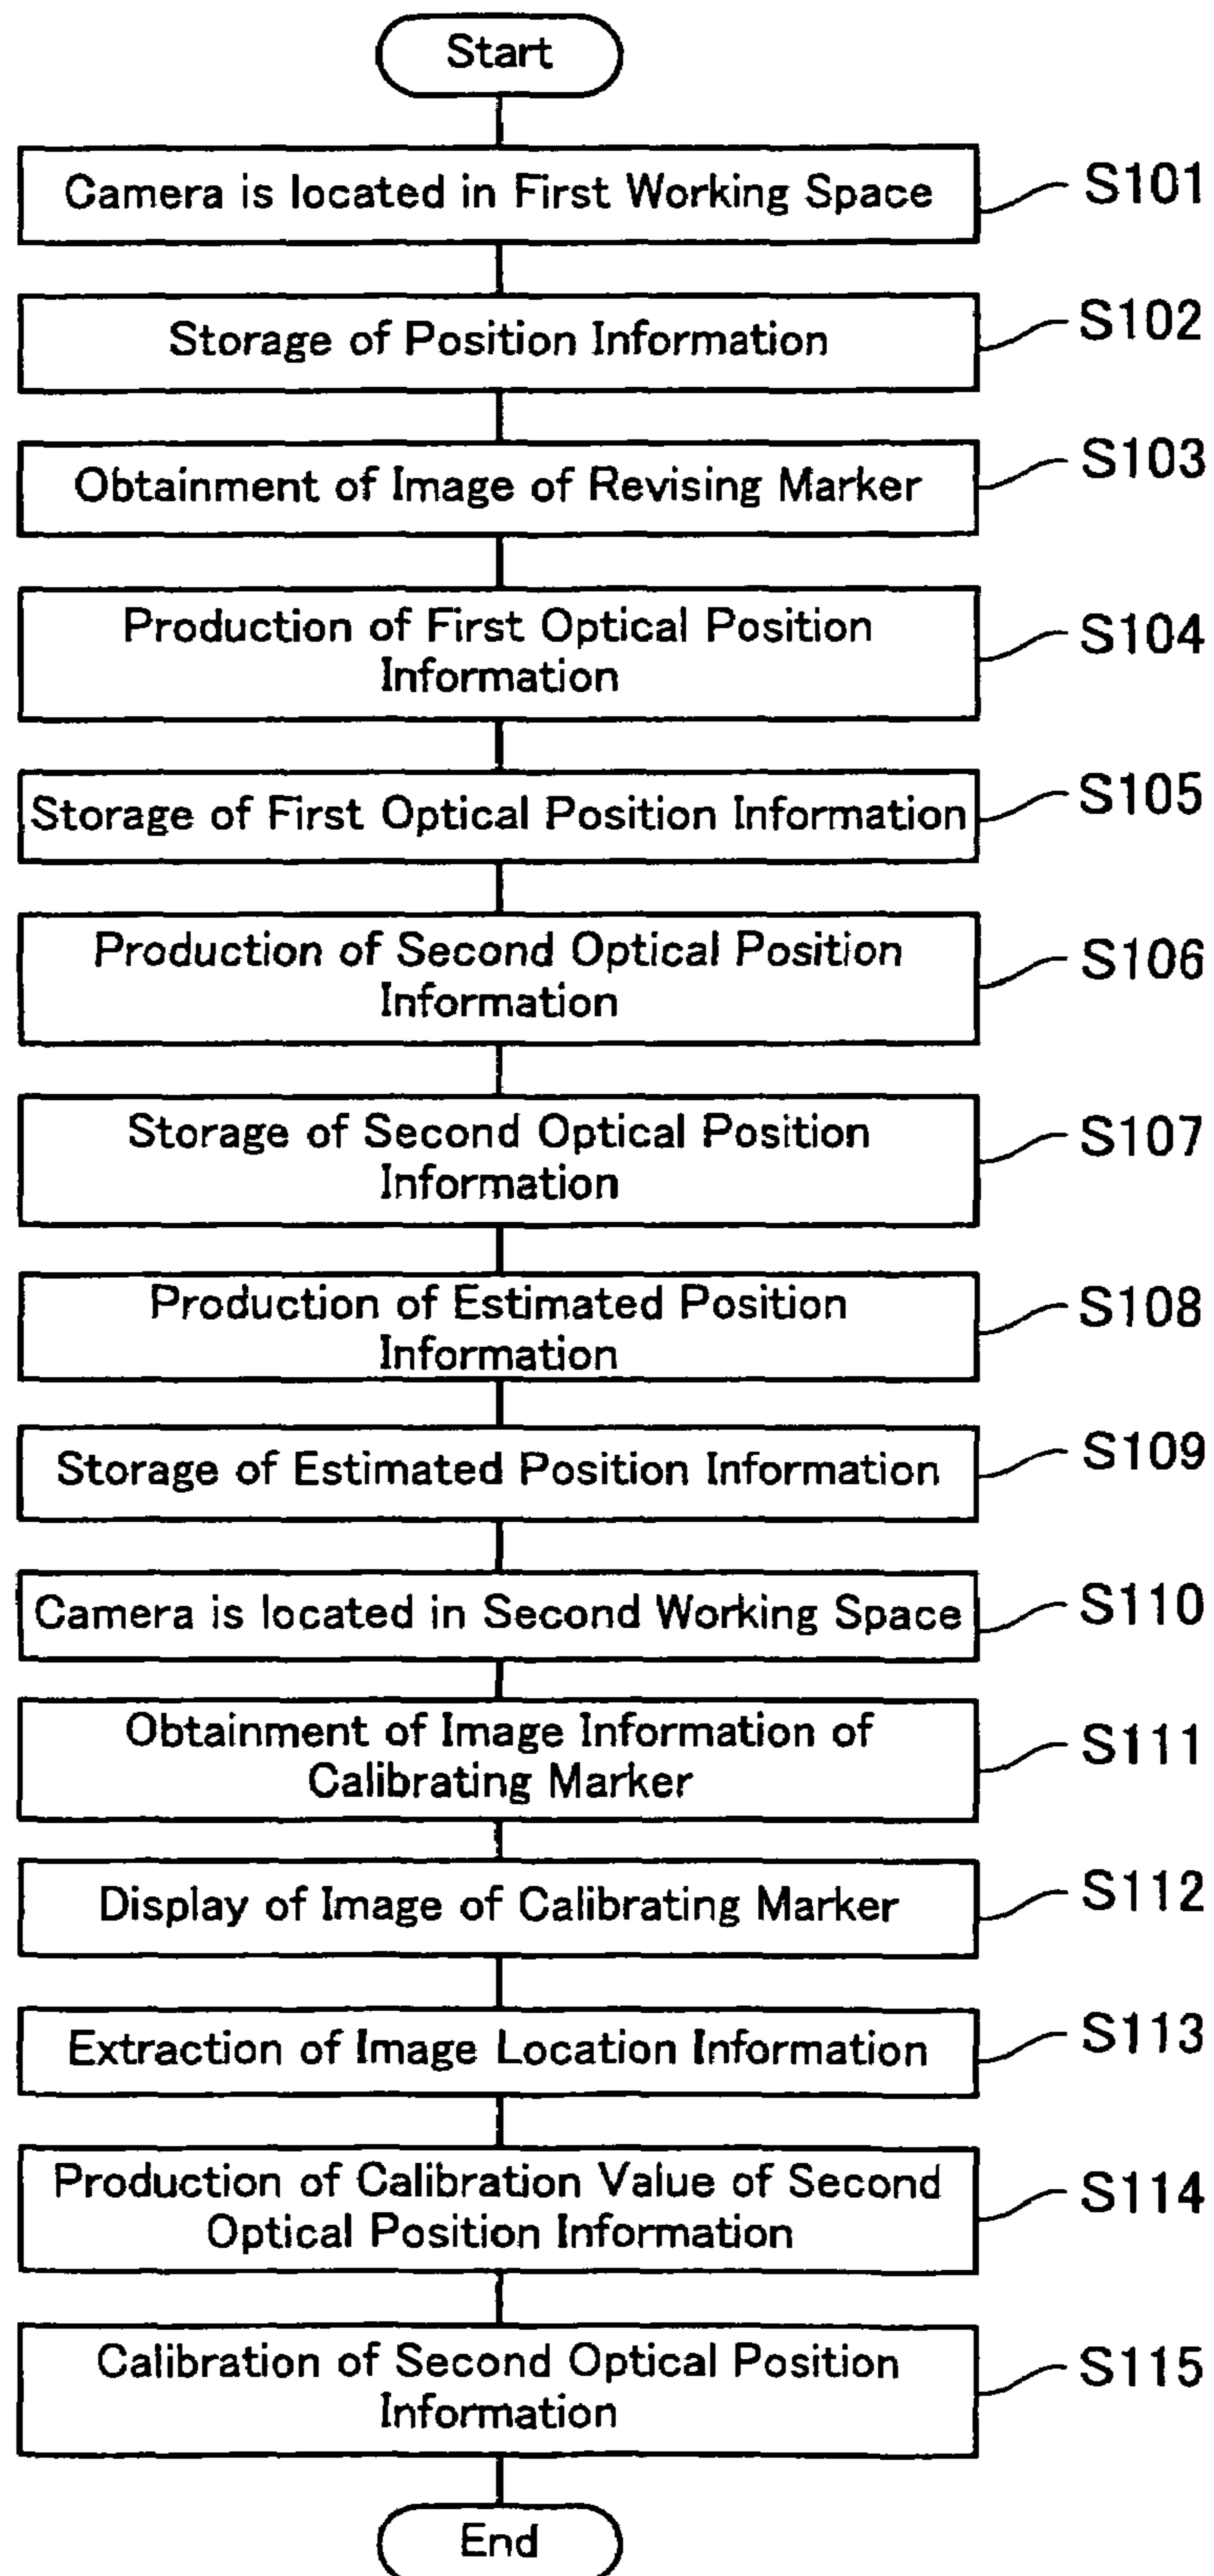 Start
Camera is located in First Working Space
S101
Storage of Position Information
S102
Obtainment of Image of Revising Marker
S103
Production of First Optical Position
Information
S104
Storage of First Optical Position Information
S105
Production of Second Optical Position
Information
S106
Storage of Second Optical Position
Information
S107
Production of Estimated Position
Information
S108
Storage of Estimated Position Information
S109
Camera is located in Second Working Space
S110
Obtainment of Image Information of
Calibrating Marker
S111
Display of Image of Calibrating Marker
S112
Extraction of Image Location Information
S113
Production of Calibration Value of Second
Optical Position Information
S114
Calibration of Second Optical Position
Information
S115
End